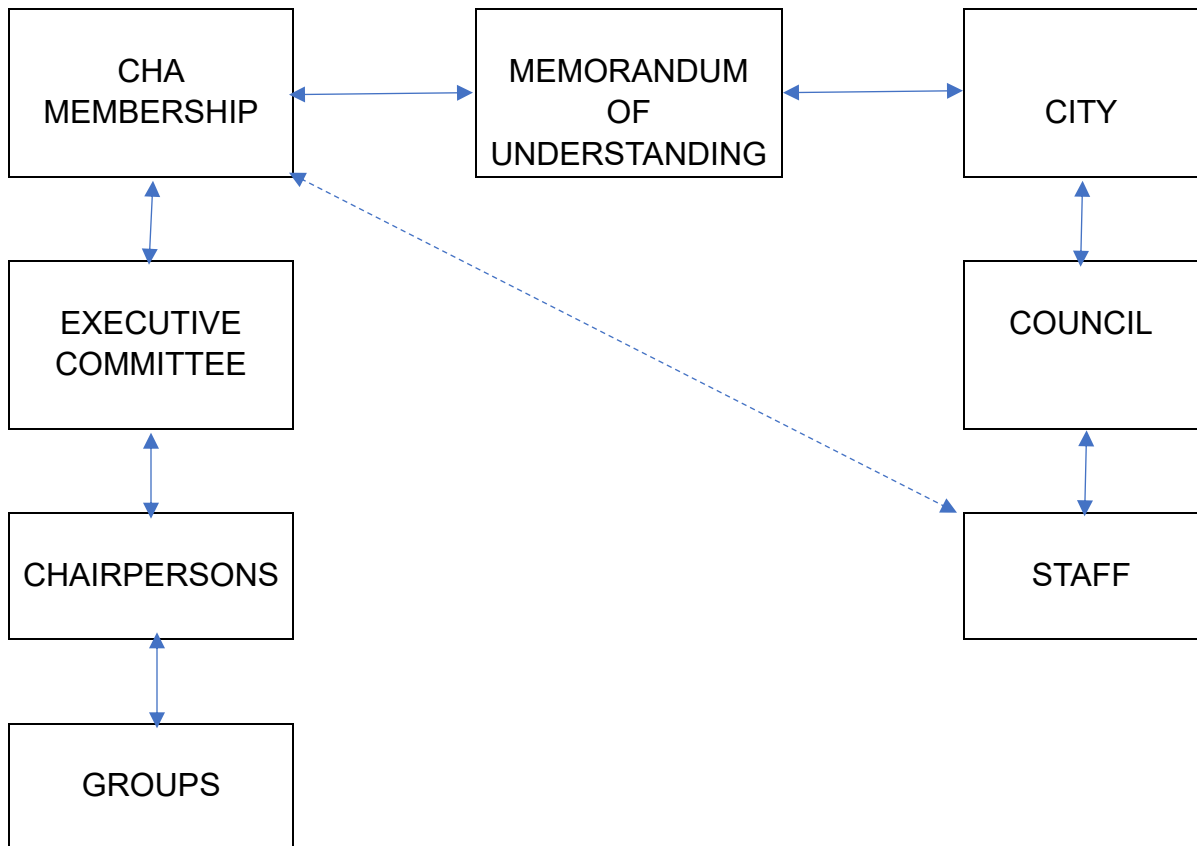 CHA
MEMBERSHIP
MEMORANDUM
OF
UNDERSTANDING
CITY
EXECUTIVE
COMMITTEE
COUNCIL
CHAIRPERSONS
STAFF
GROUPS